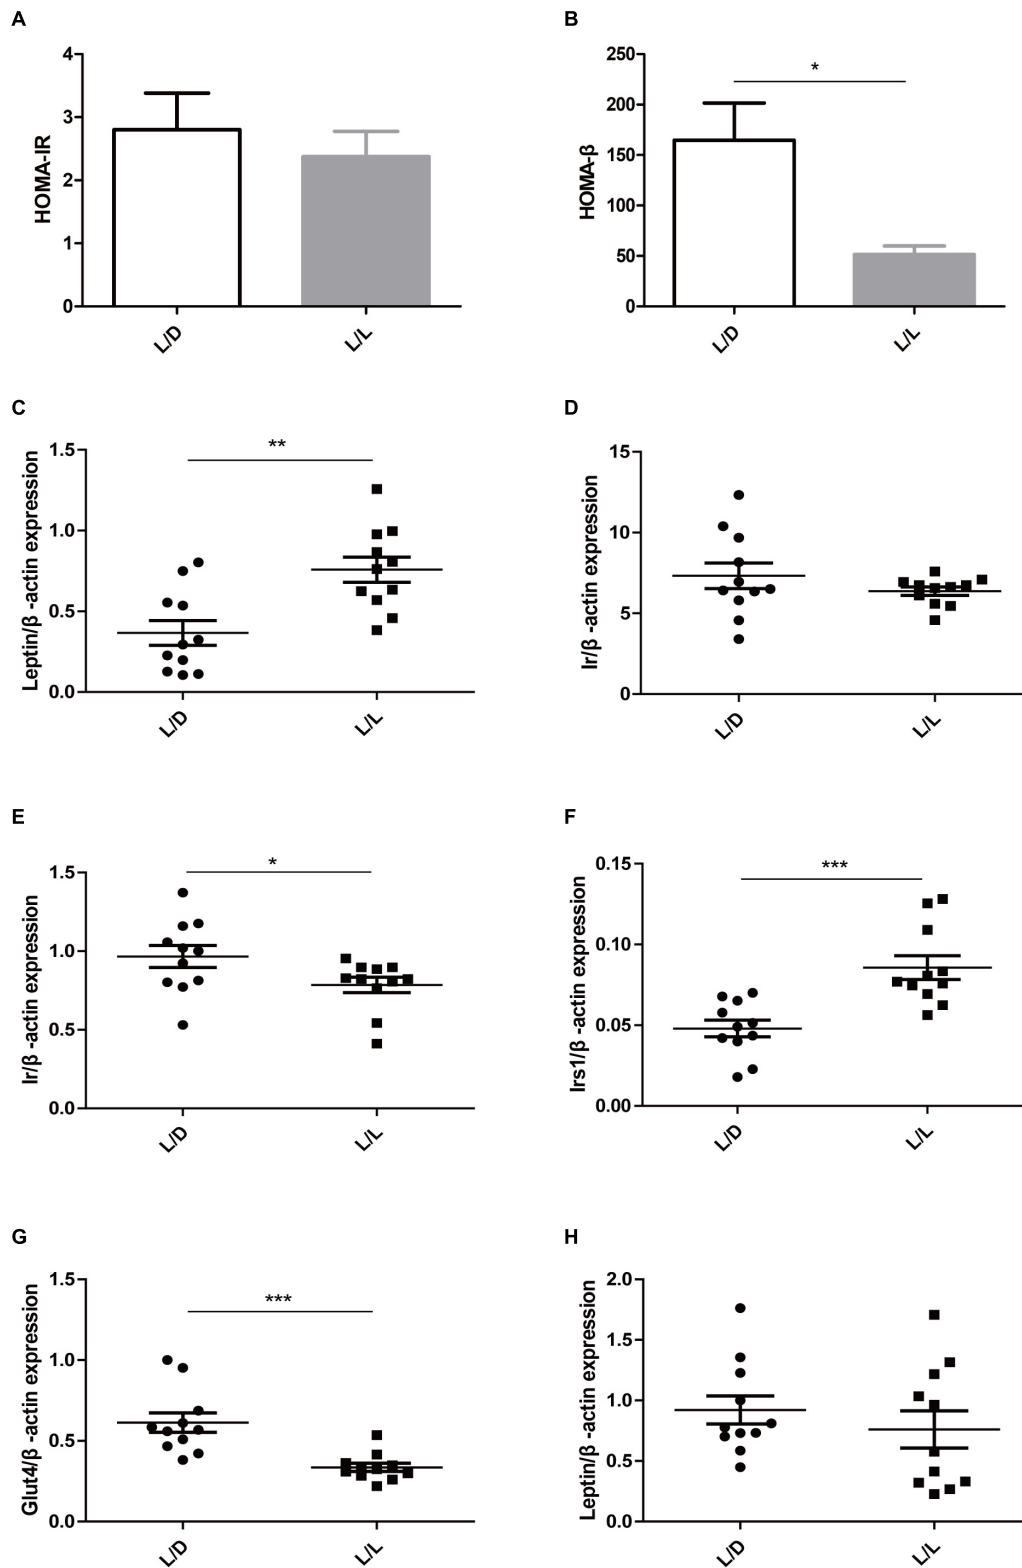 A
HOMA-IR
4
3
2
1
0
L/D
L/L
B
HOMA-β
250
200
150
100
50
0
*
L/D
L/L
C
Leptin/β -actin expression
1.5
1.0
0.5
0.0
**
L/D
L/L
D
Ir/β -actin expression
15
10
5
0
L/D
L/L
E
Ir/β -actin expression
1.5
1.0
0.5
0.0
*
L/D
L/L
F
Irs1/β -actin expression
0.15
0.10
0.05
0.00
***
L/D
L/L
G
Glut4/β -actin expression
1.5
1.0
0.5
0.0
***
L/D
L/L
H
Leptin/β -actin expression
2.0
1.5
1.0
0.5
0.0
L/D
L/L